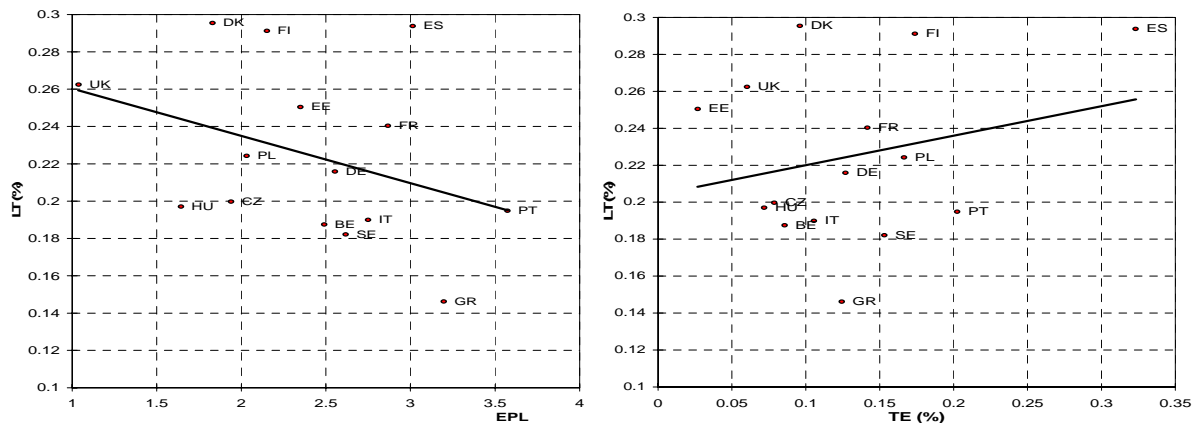 0.3
0.28
0.26
0.24
0.22
0.2
0.18
0.16
0.14
0.12
0.1
LT(%)
DK
FI
ES
UK
EE
FR
PL
DE
HU
CZ
PT
BE
IT
SE
GR
1 1.5 2 2.5 3 3.5 4
EPL
0.3
0.28
0.26
0.24
0.22
0.2
0.18
0.16
0.14
0.12
0.1
LT(%)
DK
FI
ES
UK
EE
FR
PL
DE
CZ
HU
PT
IT
BE
SE
GR
0 0.05 0.1 0.15 0.2 0.25 0.3 0.35
TE (%)